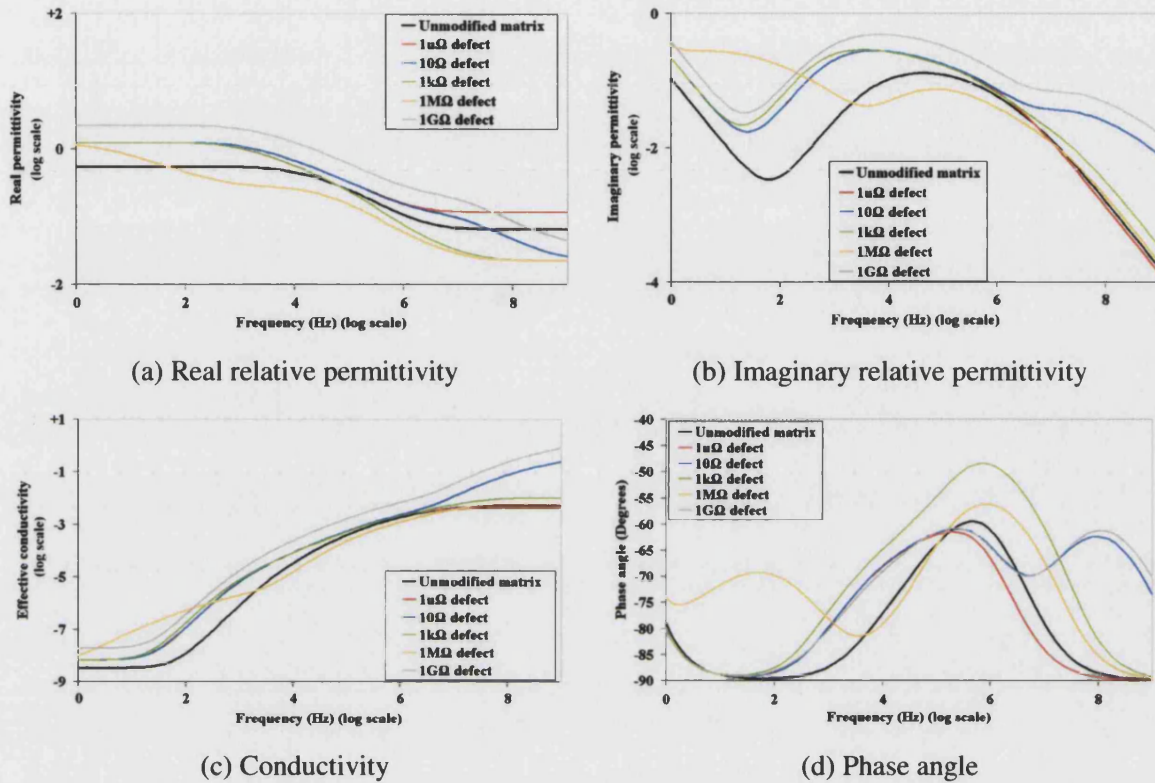 +2
0
-2
0
2
4
6
8
Real permittivity
(log scale)
Frequency (Hz) (log scale)
Unmodified matrix
1uΩ defect
10Ω defect
1kΩ defect
1MΩ defect
1GΩ defect
(a) Real relative permittivity
0
-2
-4
0
2
4
6
8
Imaginary permittivity
(log scale)
Frequency (Hz) (log scale)
Unmodified matrix
1uΩ defect
10Ω defect
1kΩ defect
1MΩ defect
1GΩ defect
(b) Imaginary relative permittivity
+1
-1
-3
-5
-7
-9
0
2
4
6
8
Effective conductivity
(log scale)
Frequency (Hz) (log scale)
Unmodified matrix
1uΩ defect
10Ω defect
1kΩ defect
1MΩ defect
1GΩ defect
(c) Conductivity
-40
-45
-50
-55
-60
-65
-70
-75
-80
-85
-90
0
2
4
6
8
Phase angle (Degrees)
Frequency (Hz) (log scale)
Unmodified matrix
1uΩ defect
10Ω defect
1kΩ defect
1MΩ defect
1GΩ defect
(d) Phase angle